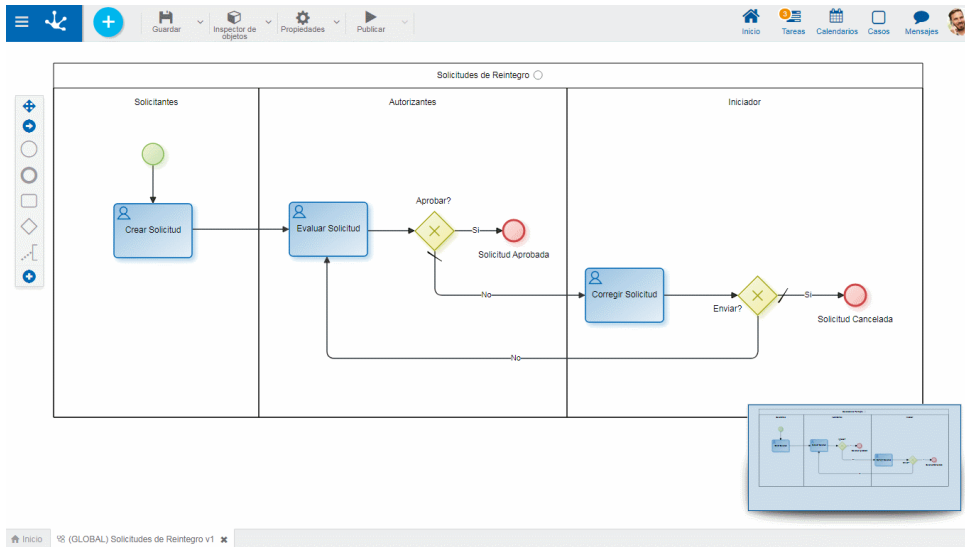 Guardar
Inspector de
objetos
Propiedades
Publicar
Inicio
3
Tareas
Calendarios
Casos
Mensajes
Solicitudes de Reintegro
Solicitantes
Autorizantes
Iniciador
Crear Solicitud
Evaluar Solicitud
Aprobar?
Si
Solicitud Aprobada
No
Corregir Solicitud
Enviar?
Si
Solicitud Cancelada
No
Inicio
(GLOBAL) Solicitudes de Reintegro v1